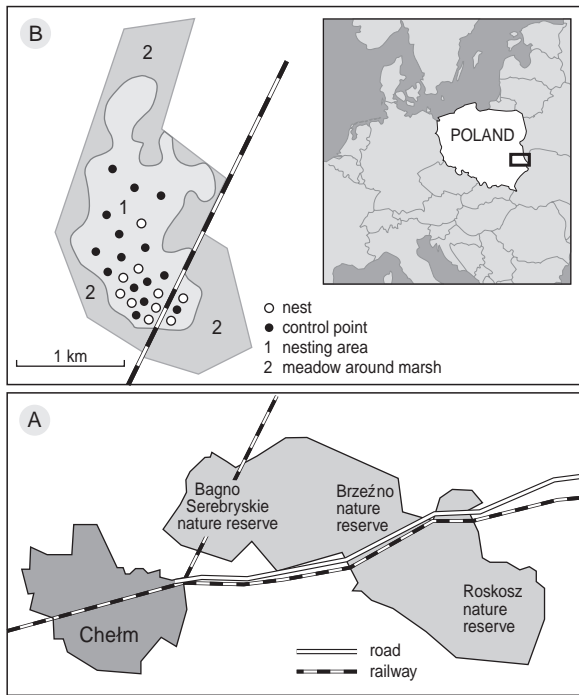 B
2
POLAND
1
2
2
nest
control point
1 nesting area
2 meadow around marsh
1 km
A
Bagno
Serebryskie
nature reserve
Brzeźno
nature
reserve
Roskosz
nature
reserve
Chełm
road
railway